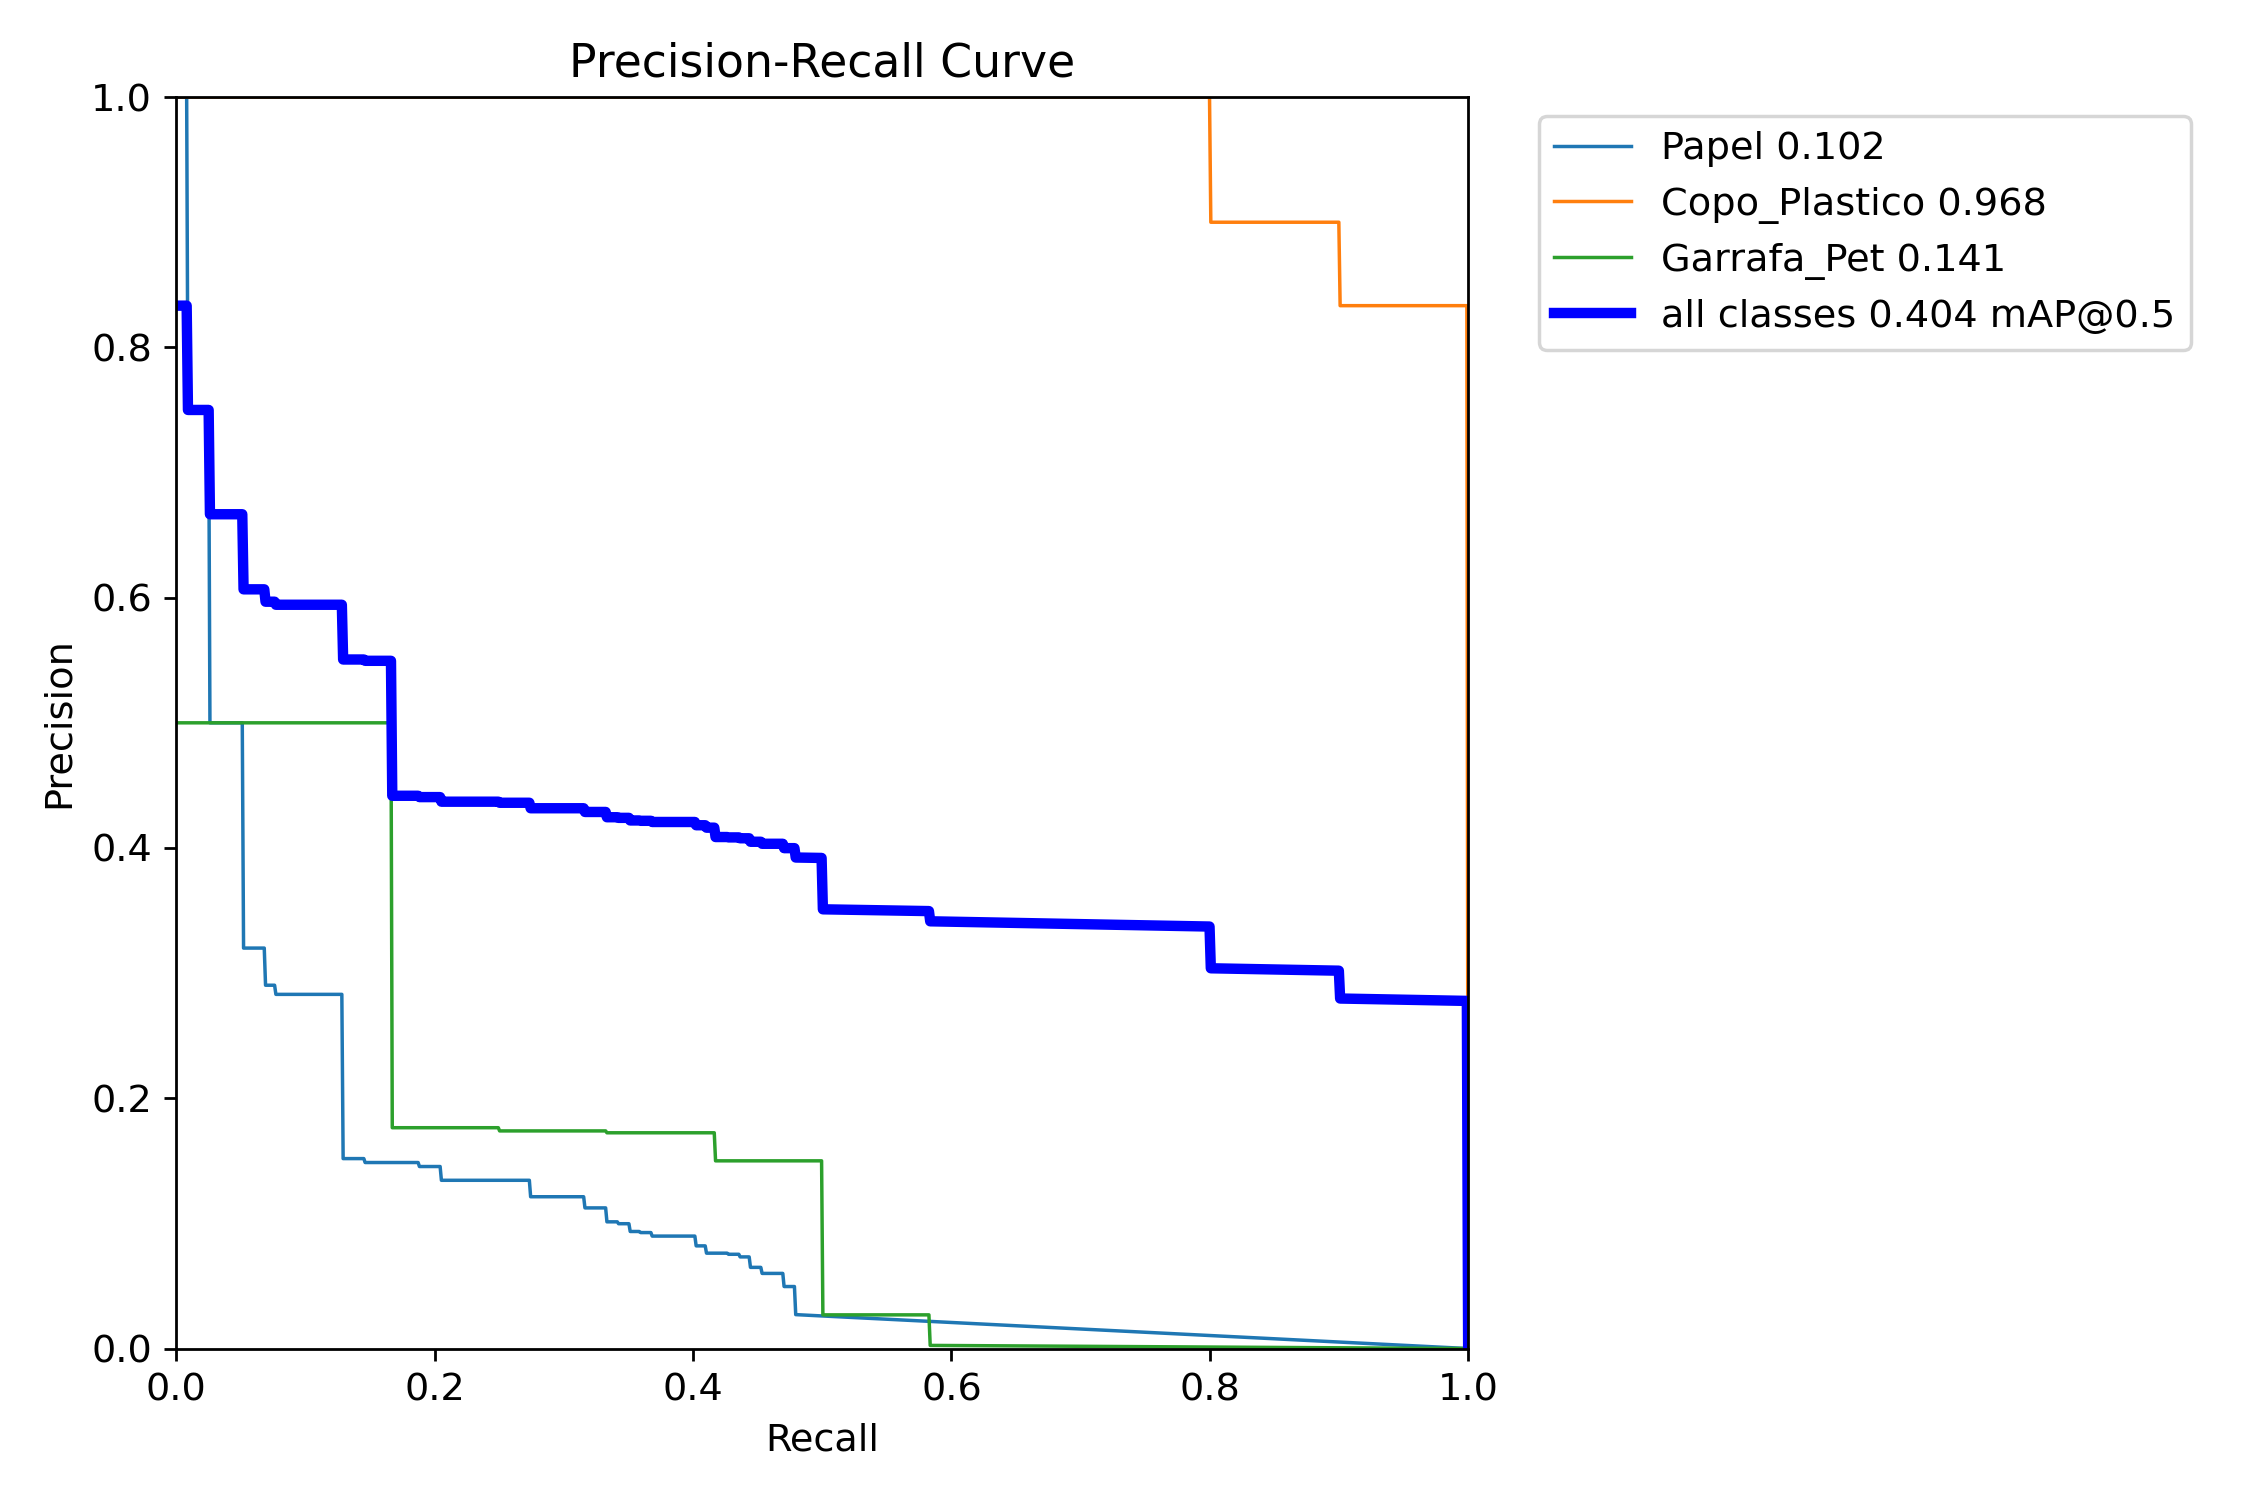 Precision-Recall Curve
1.0
0.8
0.6
0.4
0.2
0.0
Precision
0.0 0.2 0.4 0.6 0.8 1.0
Recall
Papel 0.102
Copo_Plastico 0.968
Garrafa_Pet 0.141
all classes 0.404 mAP@0.5